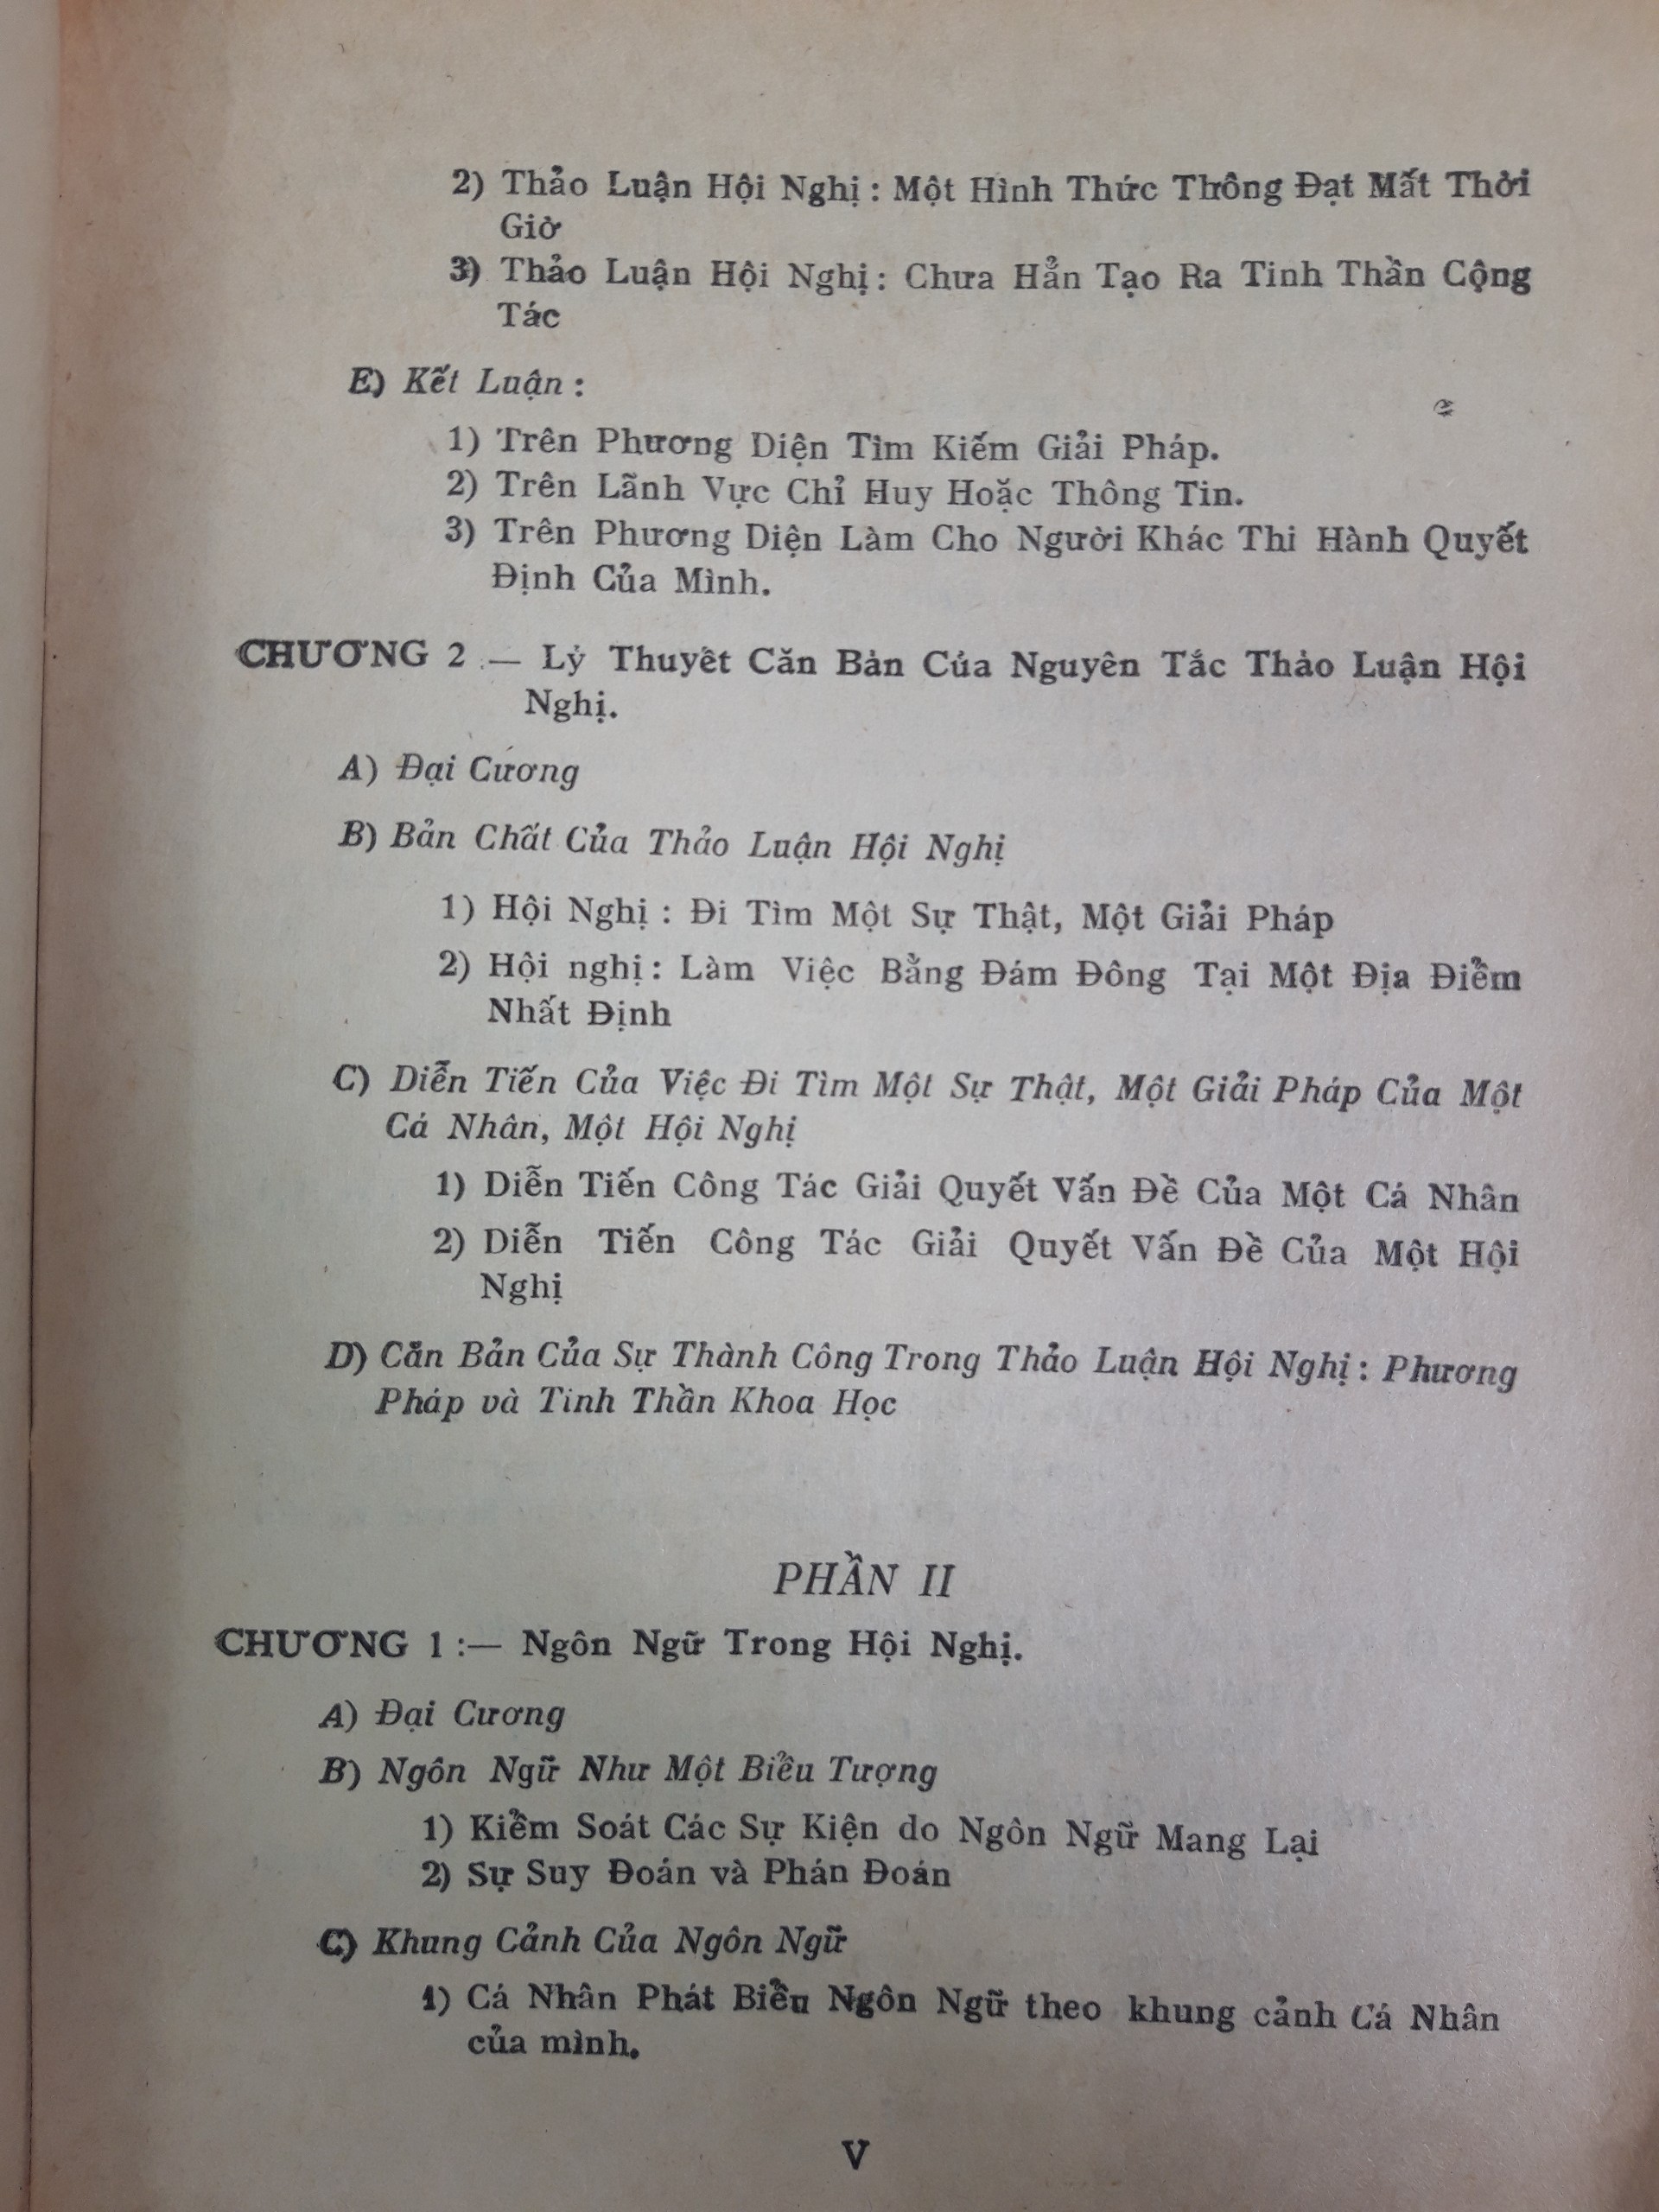 2) Thảo Luận Hội Nghị : Một Hình Thức Thông Đạt Mất Thời
Giờ
3) Thảo Luận Hội Nghị : Chưa Hẳn Tạo Ra Tinh Thần Cộng
Tác
E) Kết Luận :
1) Trên Phương Diện Tìm Kiếm Giải Pháp.
2) Trên Lãnh Vực Chỉ Huy Hoặc Thông Tin.
3) Trên Phương Diện Làm Cho Người Khác Thi Hành Quyết
Định Của Mình.
CHƯƠNG 2 — Lý Thuyết Căn Bản Của Nguyên Tắc Thảo Luận Hội
Nghị.
A) Đại Cương
B) Bản Chất Của Thảo Luận Hội Nghị
1) Hội Nghị : Đi Tìm Một Sự Thật, Một Giải Pháp
2) Hội nghị : Làm Việc Bằng Đám Đông Tại Một Địa Điểm
Nhất Định
C) Diễn Tiến Của Việc Đi Tìm Một Sự Thật, Một Giải Pháp Của Một
Cá Nhân, Một Hội Nghị
1) Diễn Tiến Công Tác Giải Quyết Vấn Đề Của Một Cá Nhân
2) Diễn Tiến Công Tác Giải Quyết Vấn Đề Của Một Hội
Nghị
D) Căn Bản Của Sự Thành Công Trong Thảo Luận Hội Nghị : Phương
Pháp và Tinh Thần Khoa Học
PHẦN II
CHƯƠNG 1 :— Ngôn Ngữ Trong Hội Nghị.
A) Đại Cương
B) Ngôn Ngữ Như Một Biểu Tượng
1) Kiểm Soát Các Sự Kiện do Ngôn Ngữ Mang Lại
2) Sự Suy Đoán và Phán Đoán
C) Khung Cảnh Của Ngôn Ngữ
1) Cá Nhân Phát Biểu Ngôn Ngữ theo khung cảnh Cá Nhân
của mình.
V